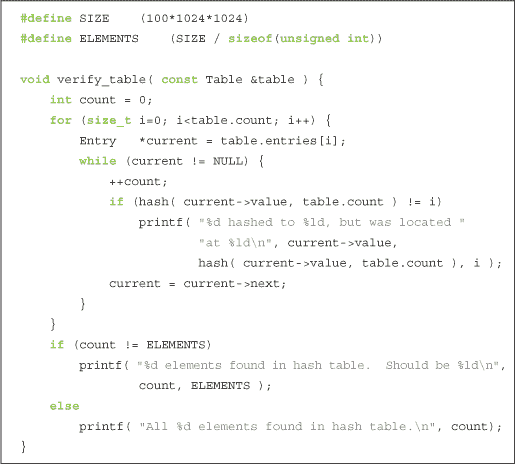 #define SIZE    (100*1024*1024)
#define ELEMENTS    (SIZE / sizeof(unsigned int))

void verify_table( const Table &table ) {
    int count = 0;
    for (size_t i=0; i<table.count; i++) {
        Entry   *current = table.entries[i];
        while (current != NULL) {
            ++count;
            if (hash( current->value, table.count ) != i)
                printf( "%d hashed to %ld, but was located "
                        "at %ld\n", current->value,
                        hash( current->value, table.count ), i );
            current = current->next;
        }
    }
    if (count != ELEMENTS)
        printf( "%d elements found in hash table.  Should be %ld\n",
                count, ELEMENTS );
    else
        printf( "All %d elements found in hash table.\n", count);
}